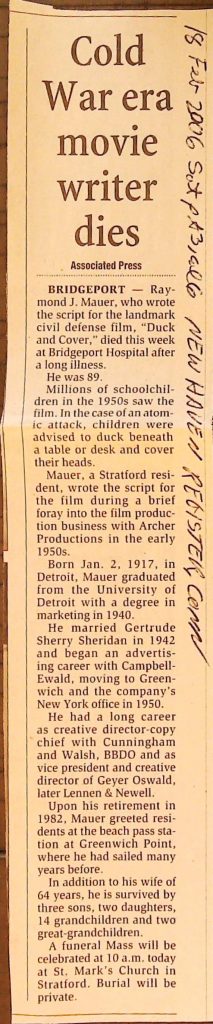 Cold
War era
movie
writer
dies
Associated Press
BRIDGEPORT — Ray-
mond J. Mauer, who wrote
the script for the landmark
civil defense film, “Duck
and Cover,” died this week
at Bridgeport Hospital after
a long illness.
He was 89.
Millions of schoolchil-
dren in the 1950s saw the
film. In the case of an atom-
ic attack, children were
advised to duck beneath
a table or desk and cover
their heads.
Mauer, a Stratford resi-
dent, wrote the script for
the film during a brief
foray into the film produc-
tion business with Archer
Productions in the early
1950s.
Born Jan. 2, 1917, in
Detroit, Mauer graduated
from the University of
Detroit with a degree in
marketing in 1940.
He married Gertrude
Sherry Sheridan in 1942
and began an advertis-
ing career with Campbell-
Ewald, moving to Green-
wich and the company's
New York office in 1950.
He had a long career
as creative director-copy
chief with Cunningham
and Walsh, BBDO and as
vice president and creative
director of Geyer Oswald,
later Lennen & Newell.
Upon his retirement in
1982, Mauer greeted resi-
dents at the beach pass sta-
tion at Greenwich Point,
where he had sailed many
years before.
In addition to his wife of
64 years, he is survived by
three sons, two daughters,
14 grandchildren and two
great-grandchildren.
A funeral Mass will be
celebrated at 10 a.m. today
at St. Mark's Church in
Stratford. Burial will be
private.
18 Feb 2006 Sat NEW HAVEN REGISTER Conn